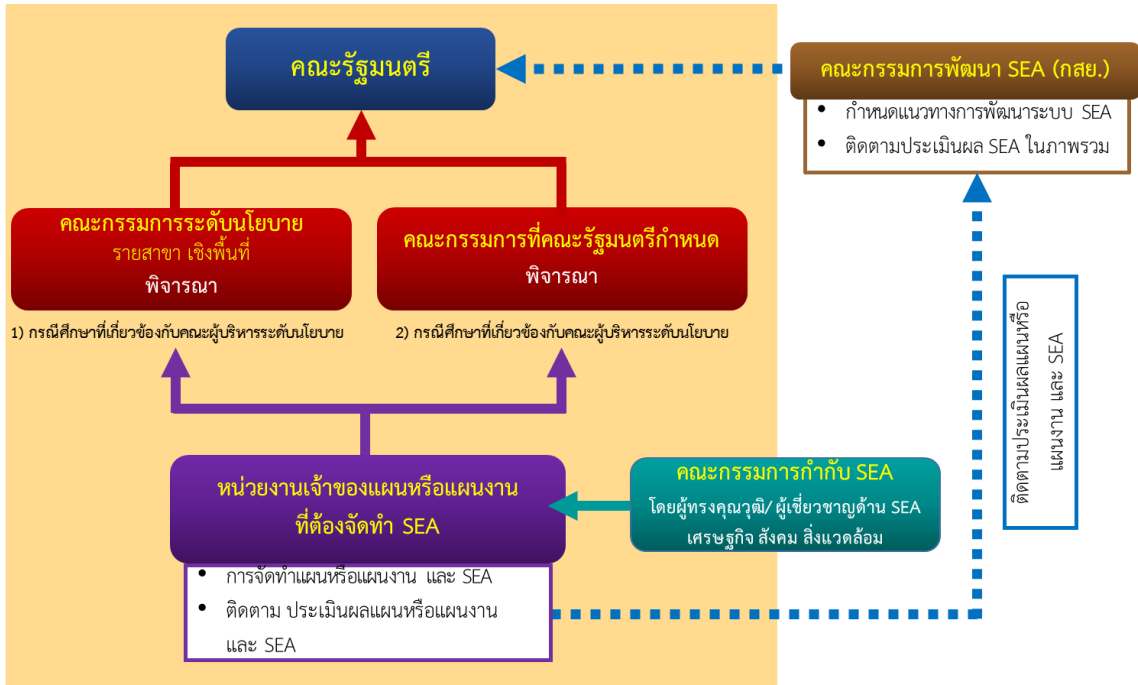 คณะรัฐมนตรี
คณะกรรมการพัฒนา SEA (กสย.)
• กำหนดแนวทางการพัฒนาระบบ SEA
• ติดตามประเมินผล SEA ในภาพรวม
คณะกรรมการระดับนโยบาย
รายสาขา เชิงพื้นที่
พิจารณา
คณะกรรมการที่คณะรัฐมนตรีกำหนด
พิจารณา
1) กรณีศึกษาที่เกี่ยวข้องกับคณะผู้บริหารระดับนโยบาย
2) กรณีศึกษาที่เกี่ยวข้องกับคณะผู้บริหารระดับนโยบาย
ติดตามประเมินผลแผนหรือ
แผนงาน และ SEA
หน่วยงานเจ้าของแผนหรือแผนงาน
ที่ต้องจัดทำ SEA
คณะกรรมการกำกับ SEA
โดยผู้ทรงคุณวุฒิ/ ผู้เชี่ยวชาญด้าน SEA
เศรษฐกิจ สังคม สิ่งแวดล้อม
• การจัดทำแผนหรือแผนงาน และ SEA
• ติดตาม ประเมินผลแผนหรือแผนงาน
และ SEA